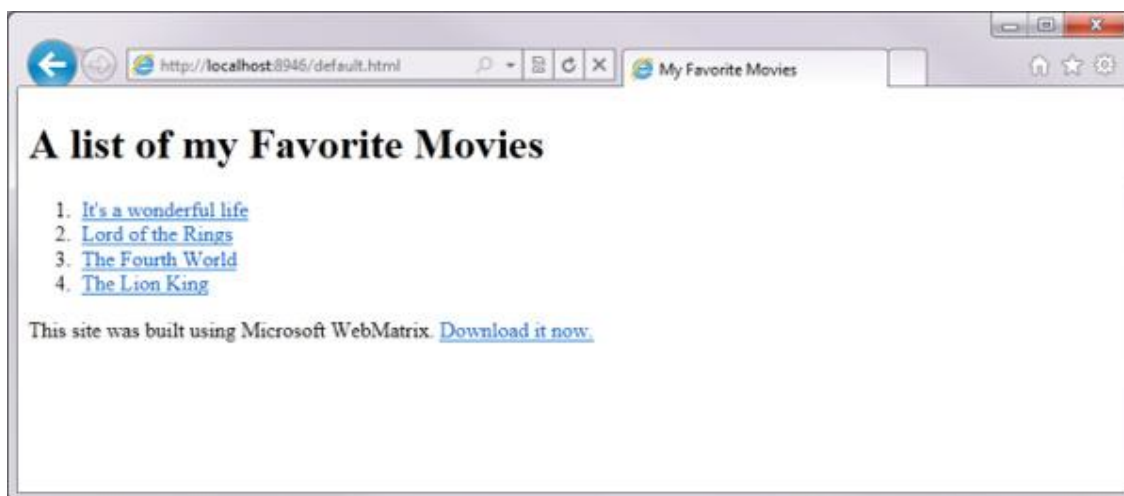 http://localhost:8946/default.html
My Favorite Movies
A list of my Favorite Movies
1. It's a wonderful life
2. Lord of the Rings
3. The Fourth World
4. The Lion King
This site was built using Microsoft WebMatrix. Download it now.